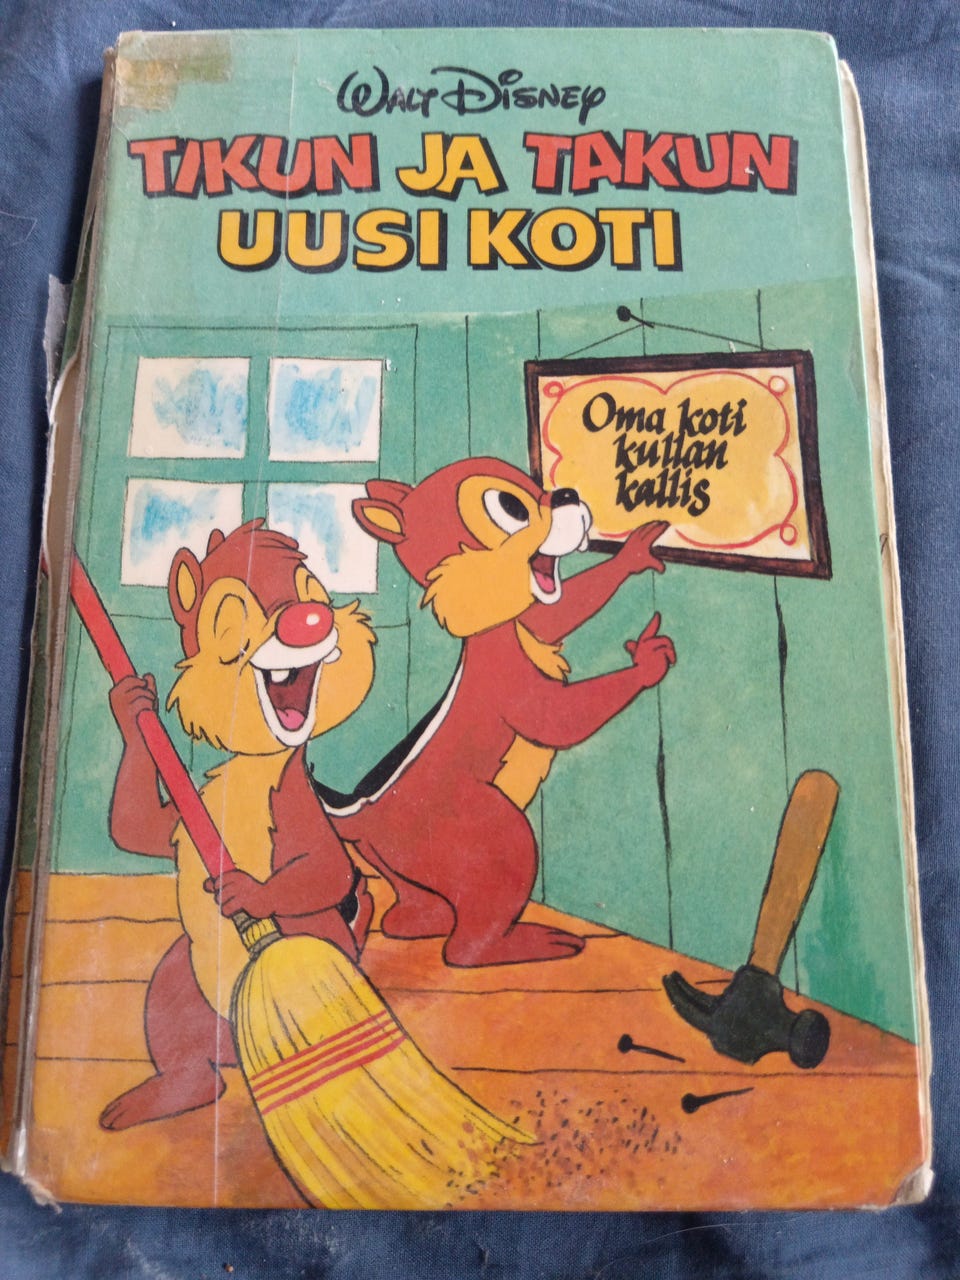 Walt Disney
TIKUN JA TAKUN
UUSI KOTI
Oma koti
kullan
kallis